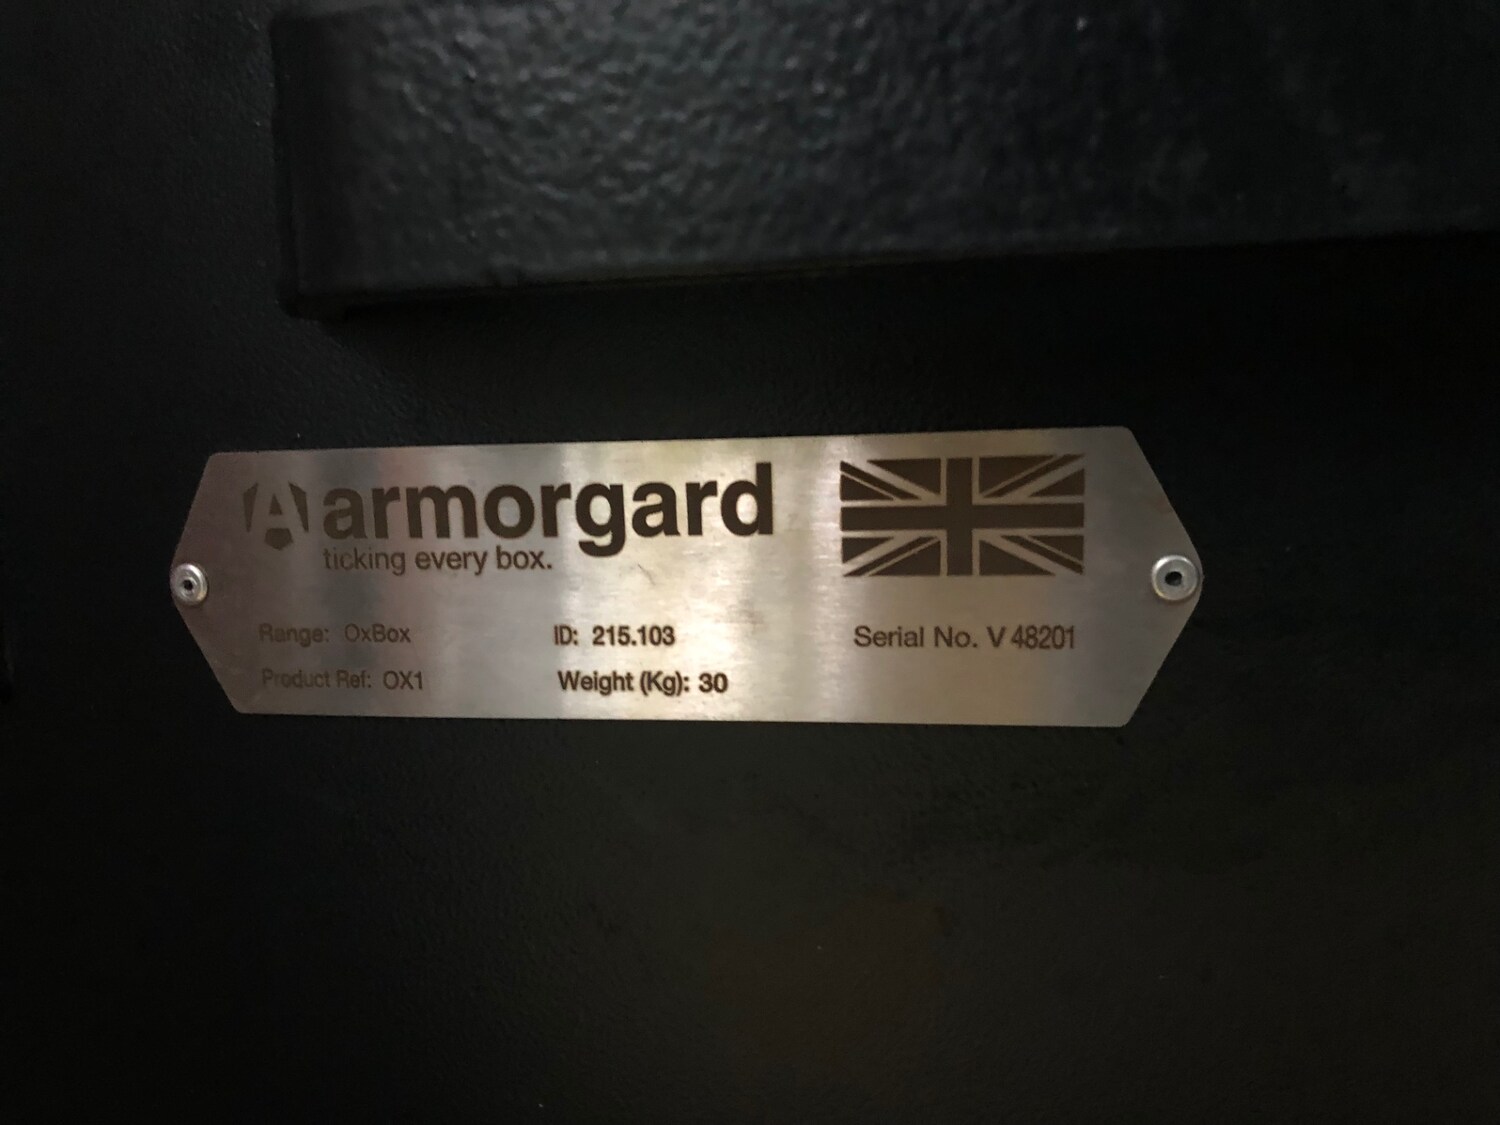 armorgard
ticking every box.
Range: OxBox ID: 215.103 Serial No. V 48201
Product Ref: OX1 Weight (Kg): 30